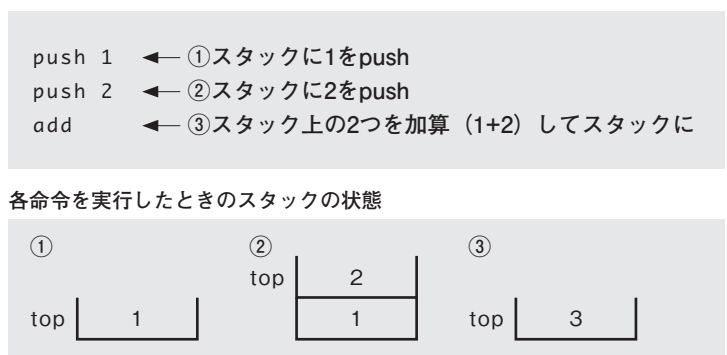 push 1 ◀— ①スタックに1をpush
push 2 ◀— ②スタックに2をpush
add ◀— ③スタック上の2つを加算（1+2）してスタックに
各命令を実行したときのスタックの状態
① ② ③
top 2
top 1 1 top 3